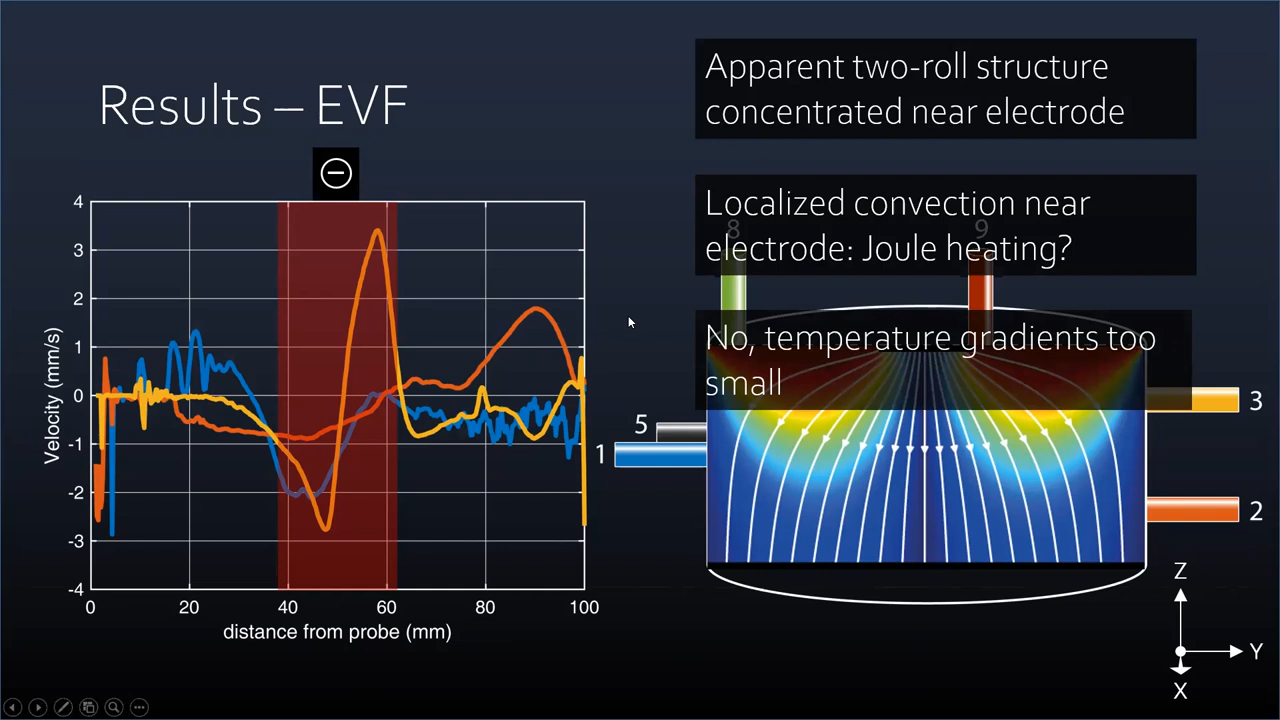 Results – EVF
Apparent two-roll structure
concentrated near electrode
Localized convection near
electrode: Joule heating?
No, temperature gradients too
small
4
3
2
1
0
-1
-2
-3
-4
Velocity (mm/s)
0 20 40 60 80 100
distance from probe (mm)
8
9
5
1
3
2
Z
Y
X